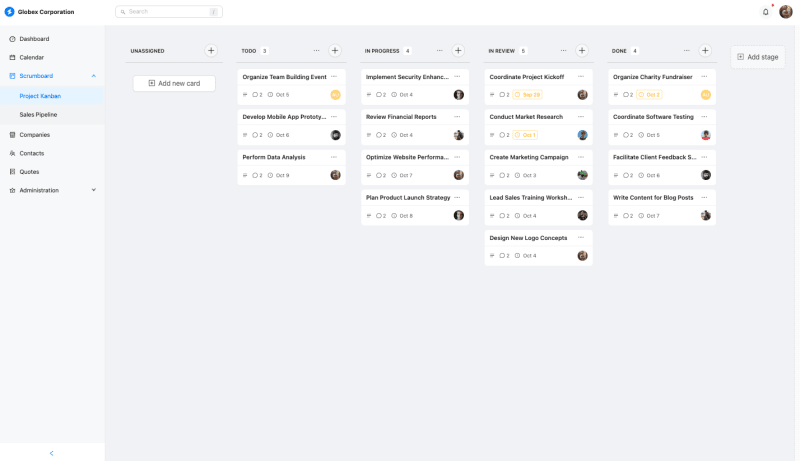 Globex Corporation
Search
/
Dashboard
Calendar
Scrumboard
Project Kanban
Sales Pipeline
Companies
Contacts
Quotes
Administration
UNASSIGNED
Add new card
TODO 3
Organize Team Building Event
2 Oct 5
Develop Mobile App Prototy...
2 Oct 6
Perform Data Analysis
2 Oct 9
IN PROGRESS 4
Implement Security Enhanc...
2 Oct 4
Review Financial Reports
2 Oct 4
Optimize Website Performa...
2 Oct 7
Plan Product Launch Strategy
2 Oct 8
IN REVIEW 5
Coordinate Project Kickoff
2 Sep 29
Conduct Market Research
2 Oct 1
Create Marketing Campaign
2 Oct 3
Lead Sales Training Worksh...
2 Oct 4
Design New Logo Concepts
2 Oct 4
DONE 4
Organize Charity Fundraiser
2 Oct 2
Coordinate Software Testing
2 Oct 5
Facilitate Client Feedback S...
2 Oct 6
Write Content for Blog Posts
2 Oct 7
Add stage